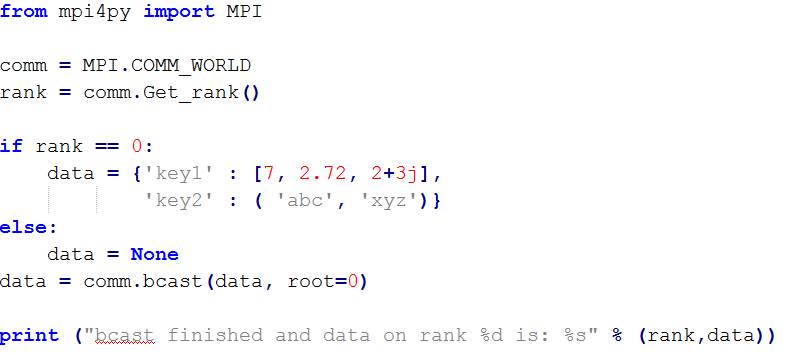 from mpi4py import MPI
comm = MPI.COMM_WORLD
rank = comm.Get_rank()
if rank == 0:
    data = {'key1' : [7, 2.72, 2+3j],
            'key2' : ( 'abc', 'xyz')}
else:
    data = None
data = comm.bcast(data, root=0)
print ("bcast finished and data on rank %d is: %s" % (rank,data))